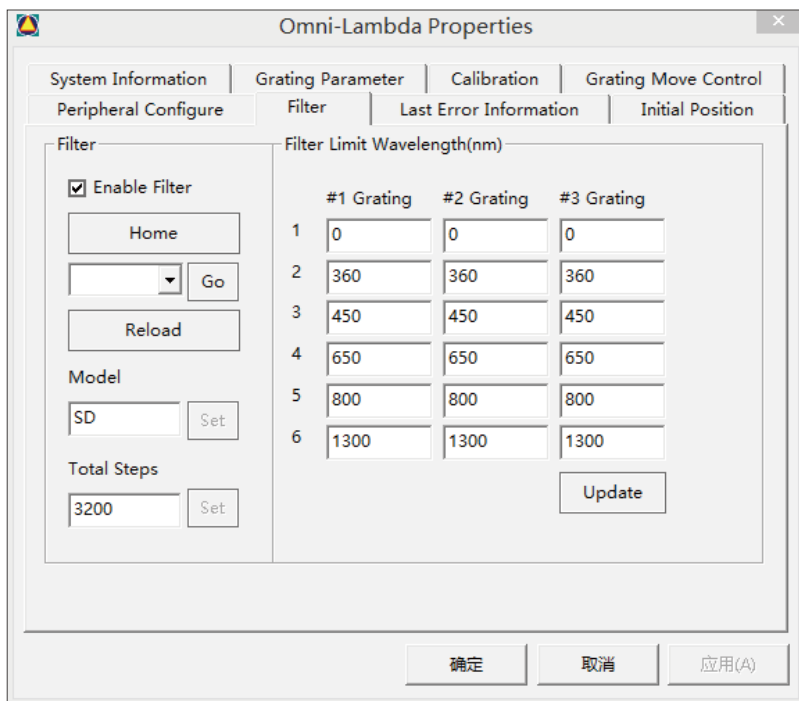 Omni-Lambda Properties
System Information
Grating Parameter
Calibration
Grating Move Control
Peripheral Configure
Filter
Last Error Information
Initial Position
Filter
Enable Filter
Home
Go
Reload
Model
SD
Set
Total Steps
3200
Set
Filter Limit Wavelength(nm)
#1 Grating #2 Grating #3 Grating
1 0 0 0
2 360 360 360
3 450 450 450
4 650 650 650
5 800 800 800
6 1300 1300 1300
Update
确定
取消
应用(A)